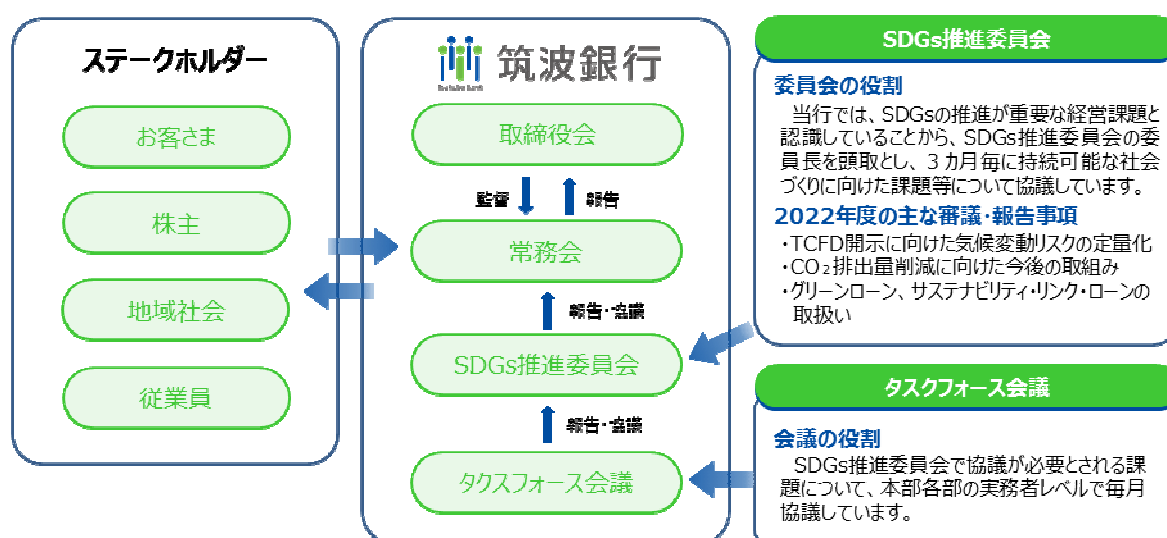 ステークホルダー
お客さま
株主
地域社会
従業員
筑波銀行
取締役会
監督
報告
常務会
報告・協議
SDGs推進委員会
報告・協議
タクスフォース会議
SDGs推進委員会
委員会の役割
当行では、SDGsの推進が重要な経営課題と
認識していることから、SDGs推進委員会の委
員長を頭取とし、3カ月毎に持続可能な社会
づくりに向けた課題等について協議しています。
2022年度の主な審議・報告事項
・TCFD開示に向けた気候変動リスクの定量化
・CO₂排出量削減に向けた今後の取組み
・グリーンローン、サステナビリティ・リンク・ローンの
取扱い
タスクフォース会議
会議の役割
SDGs推進委員会で協議が必要とされる課
題について、本部各部の実務者レベルで毎月
協議しています。